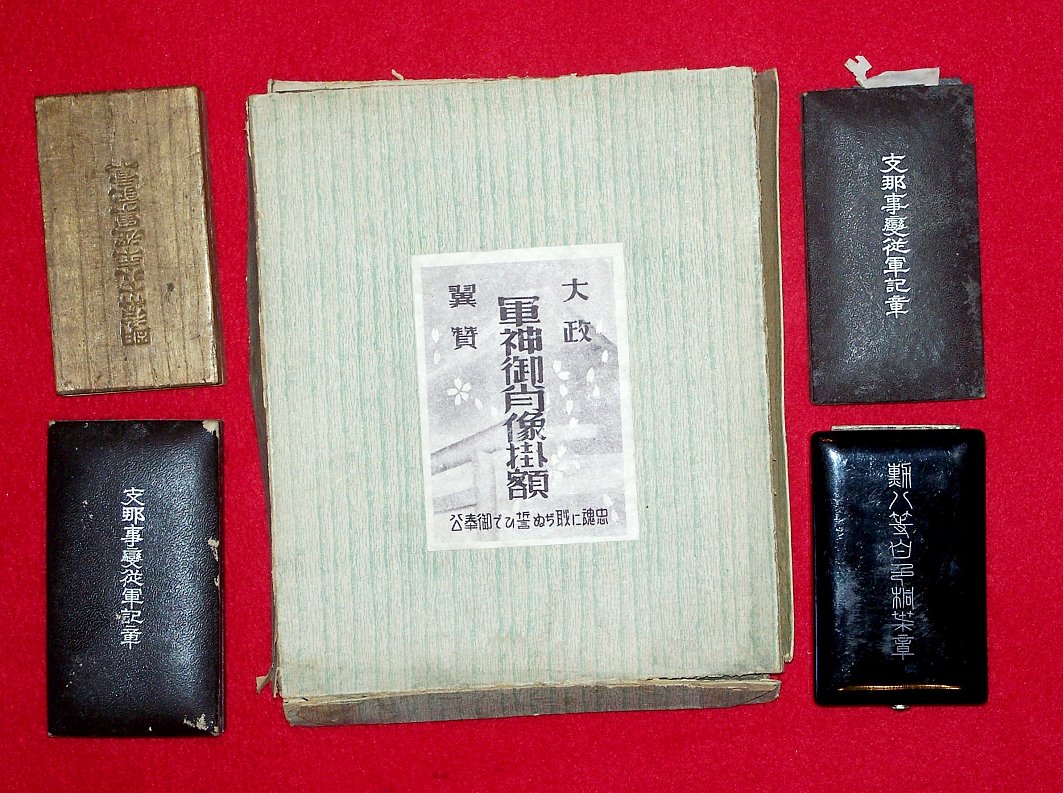 支那事變從軍記章
大政
翼賛
軍神御肖像掛額
忠魂に耻ぢぬ誓ひて御奉公
支那事變從軍記章
勲八等白色桐葉章